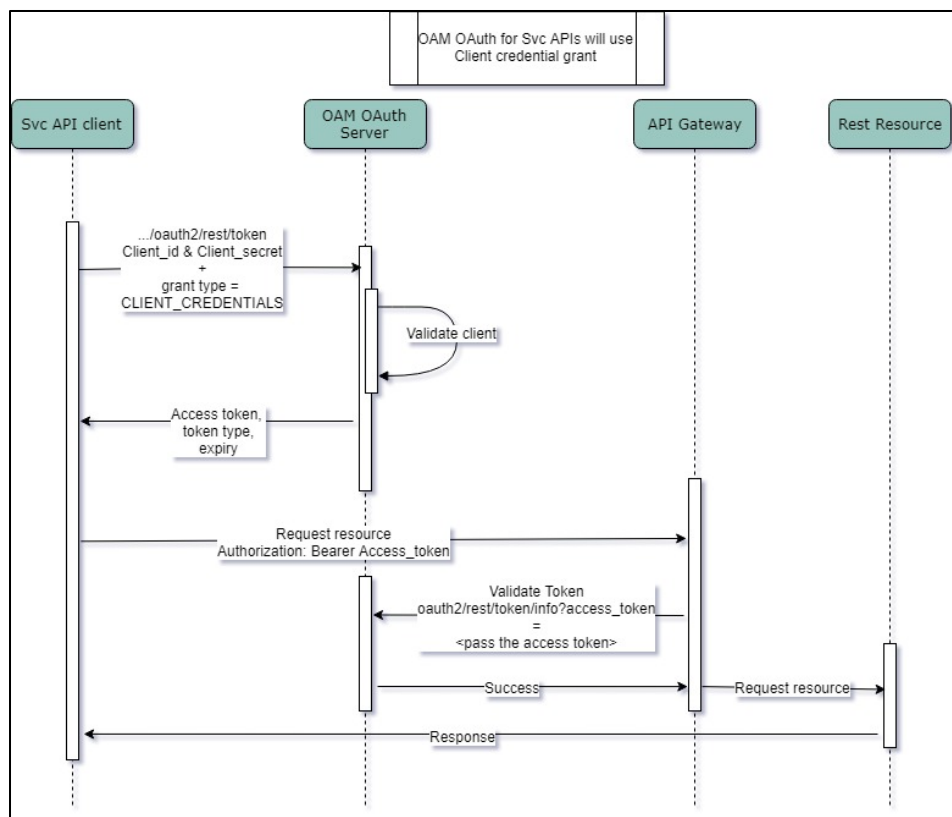 OAM OAuth for Svc APIs will use
Client credential grant
Svc API client
OAM OAuth
Server
API Gateway
Rest Resource
.../oauth2/rest/token
Client_id & Client_secret
+
grant type =
CLIENT_CREDENTIALS
Validate client
Access token,
token type,
expiry
Request resource
Authorization: Bearer Access_token
Validate Token
oauth2/rest/token/info?access_token
=
<pass the access token>
Success
Request resource
Response